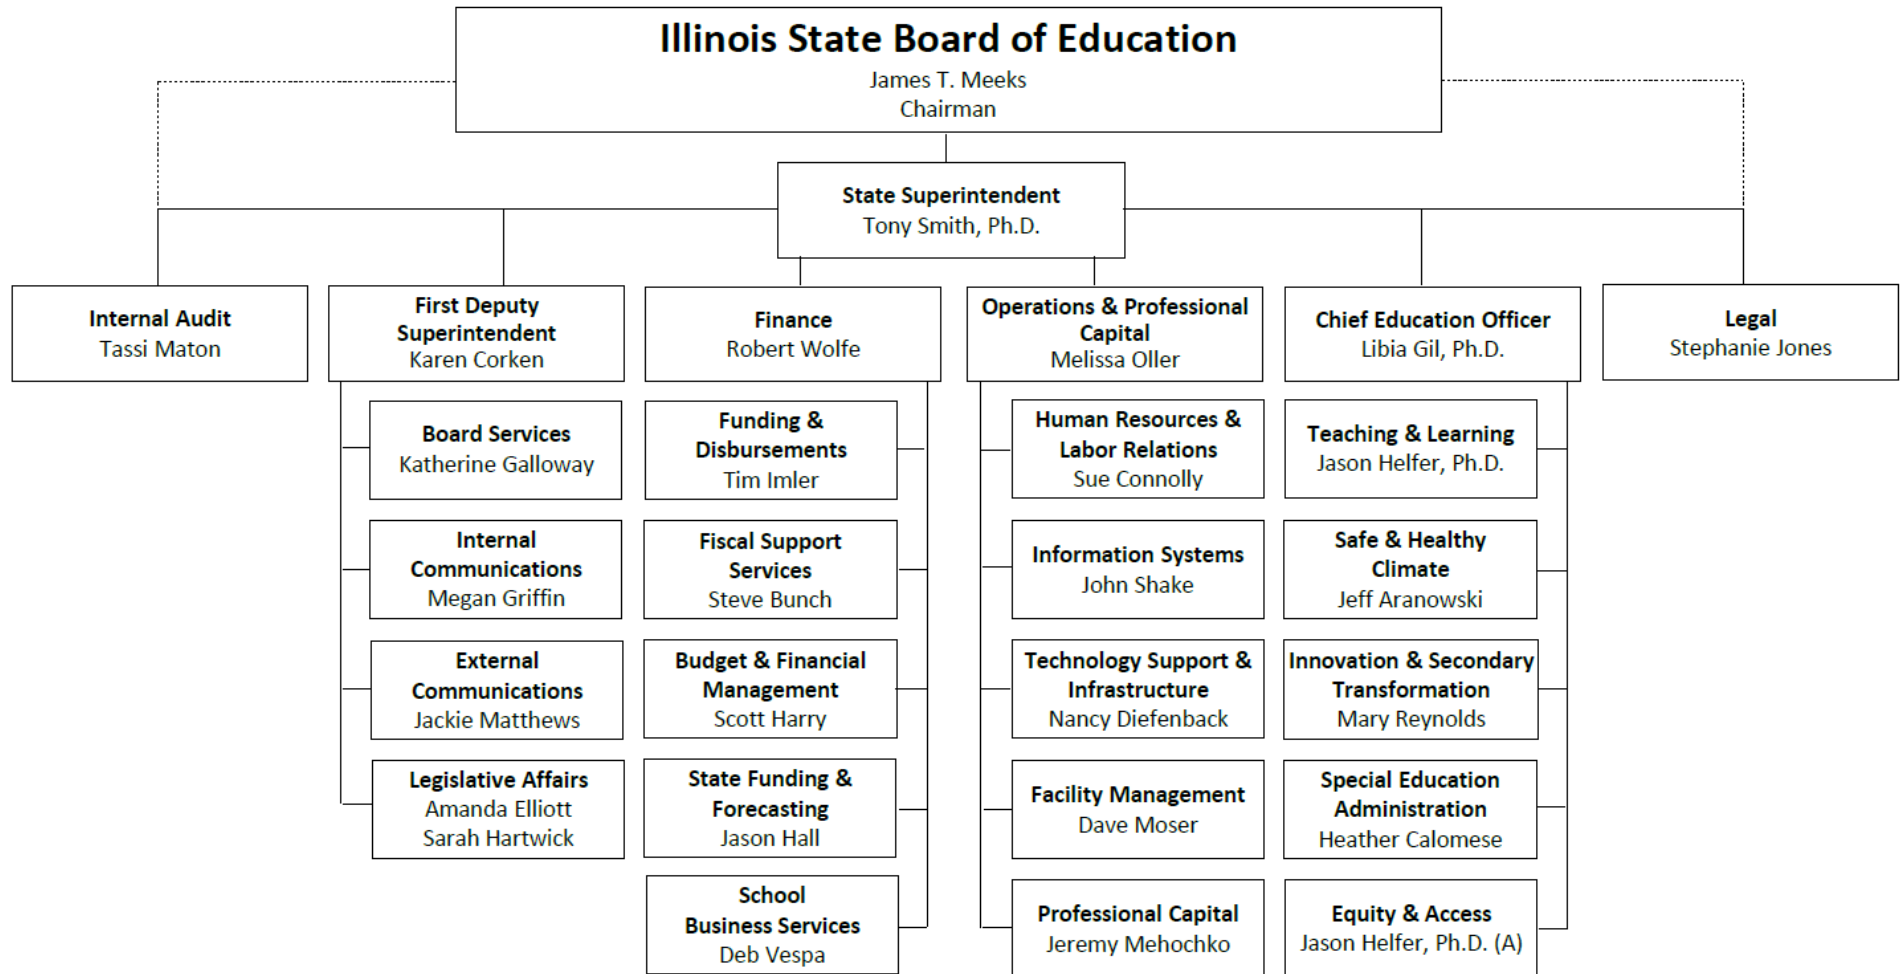 Illinois State Board of Education
James T. Meeks
Chairman
State Superintendent
Tony Smith, Ph.D.
Internal Audit
Tassi Maton
First Deputy
Superintendent
Karen Corken
Finance
Robert Wolfe
Operations & Professional
Capital
Melissa Oller
Chief Education Officer
Libia Gil, Ph.D.
Legal
Stephanie Jones
Board Services
Katherine Galloway
Internal
Communications
Megan Griffin
External
Communications
Jackie Matthews
Legislative Affairs
Amanda Elliott
Sarah Hartwick
Funding &
Disbursements
Tim Imler
Fiscal Support
Services
Steve Bunch
Budget & Financial
Management
Scott Harry
State Funding &
Forecasting
Jason Hall
School
Business Services
Deb Vespa
Human Resources &
Labor Relations
Sue Connolly
Information Systems
John Shake
Technology Support &
Infrastructure
Nancy Diefenback
Facility Management
Dave Moser
Professional Capital
Jeremy Mehochko
Teaching & Learning
Jason Helfer, Ph.D.
Safe & Healthy
Climate
Jeff Aranowski
Innovation & Secondary
Transformation
Mary Reynolds
Special Education
Administration
Heather Calomese
Equity & Access
Jason Helfer, Ph.D. (A)